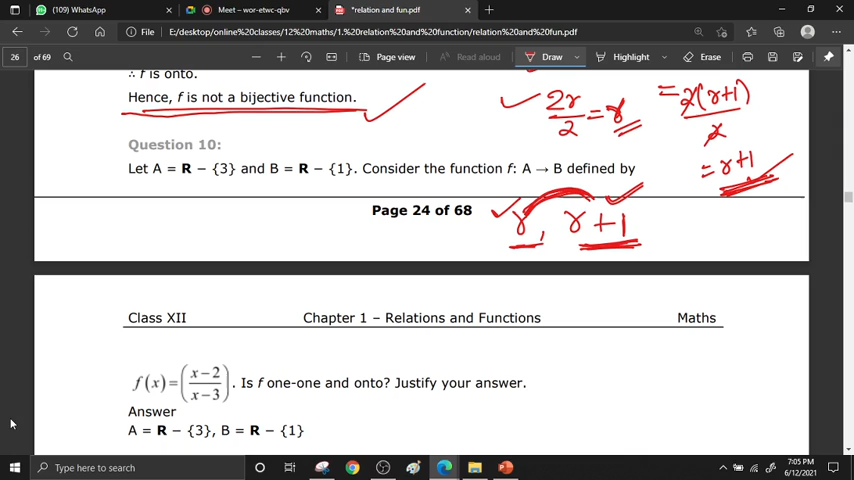 (109) WhatsApp
Meet – wor-etwc-qbv
*relation and fun.pdf
File E:/desktop/online%20classes/12%20maths/1.%20relation%20and%20function/relation%20and%20fun.pdf
26 of 69
Page view
Read aloud
Draw
Highlight
Erase
∴ f is onto.
Hence, f is not a bijective function.
2r/2 = r
= 2(r+1)/2
= r+1
Question 10:
Let A = R − {3} and B = R − {1}. Consider the function f: A → B defined by
Page 24 of 68
r, r+1
Class XII Chapter 1 – Relations and Functions Maths
f(x) = ((x−2)/(x−3)). Is f one-one and onto? Justify your answer.
Answer
A = R − {3}, B = R − {1}
Type here to search
7:05 PM
6/12/2021